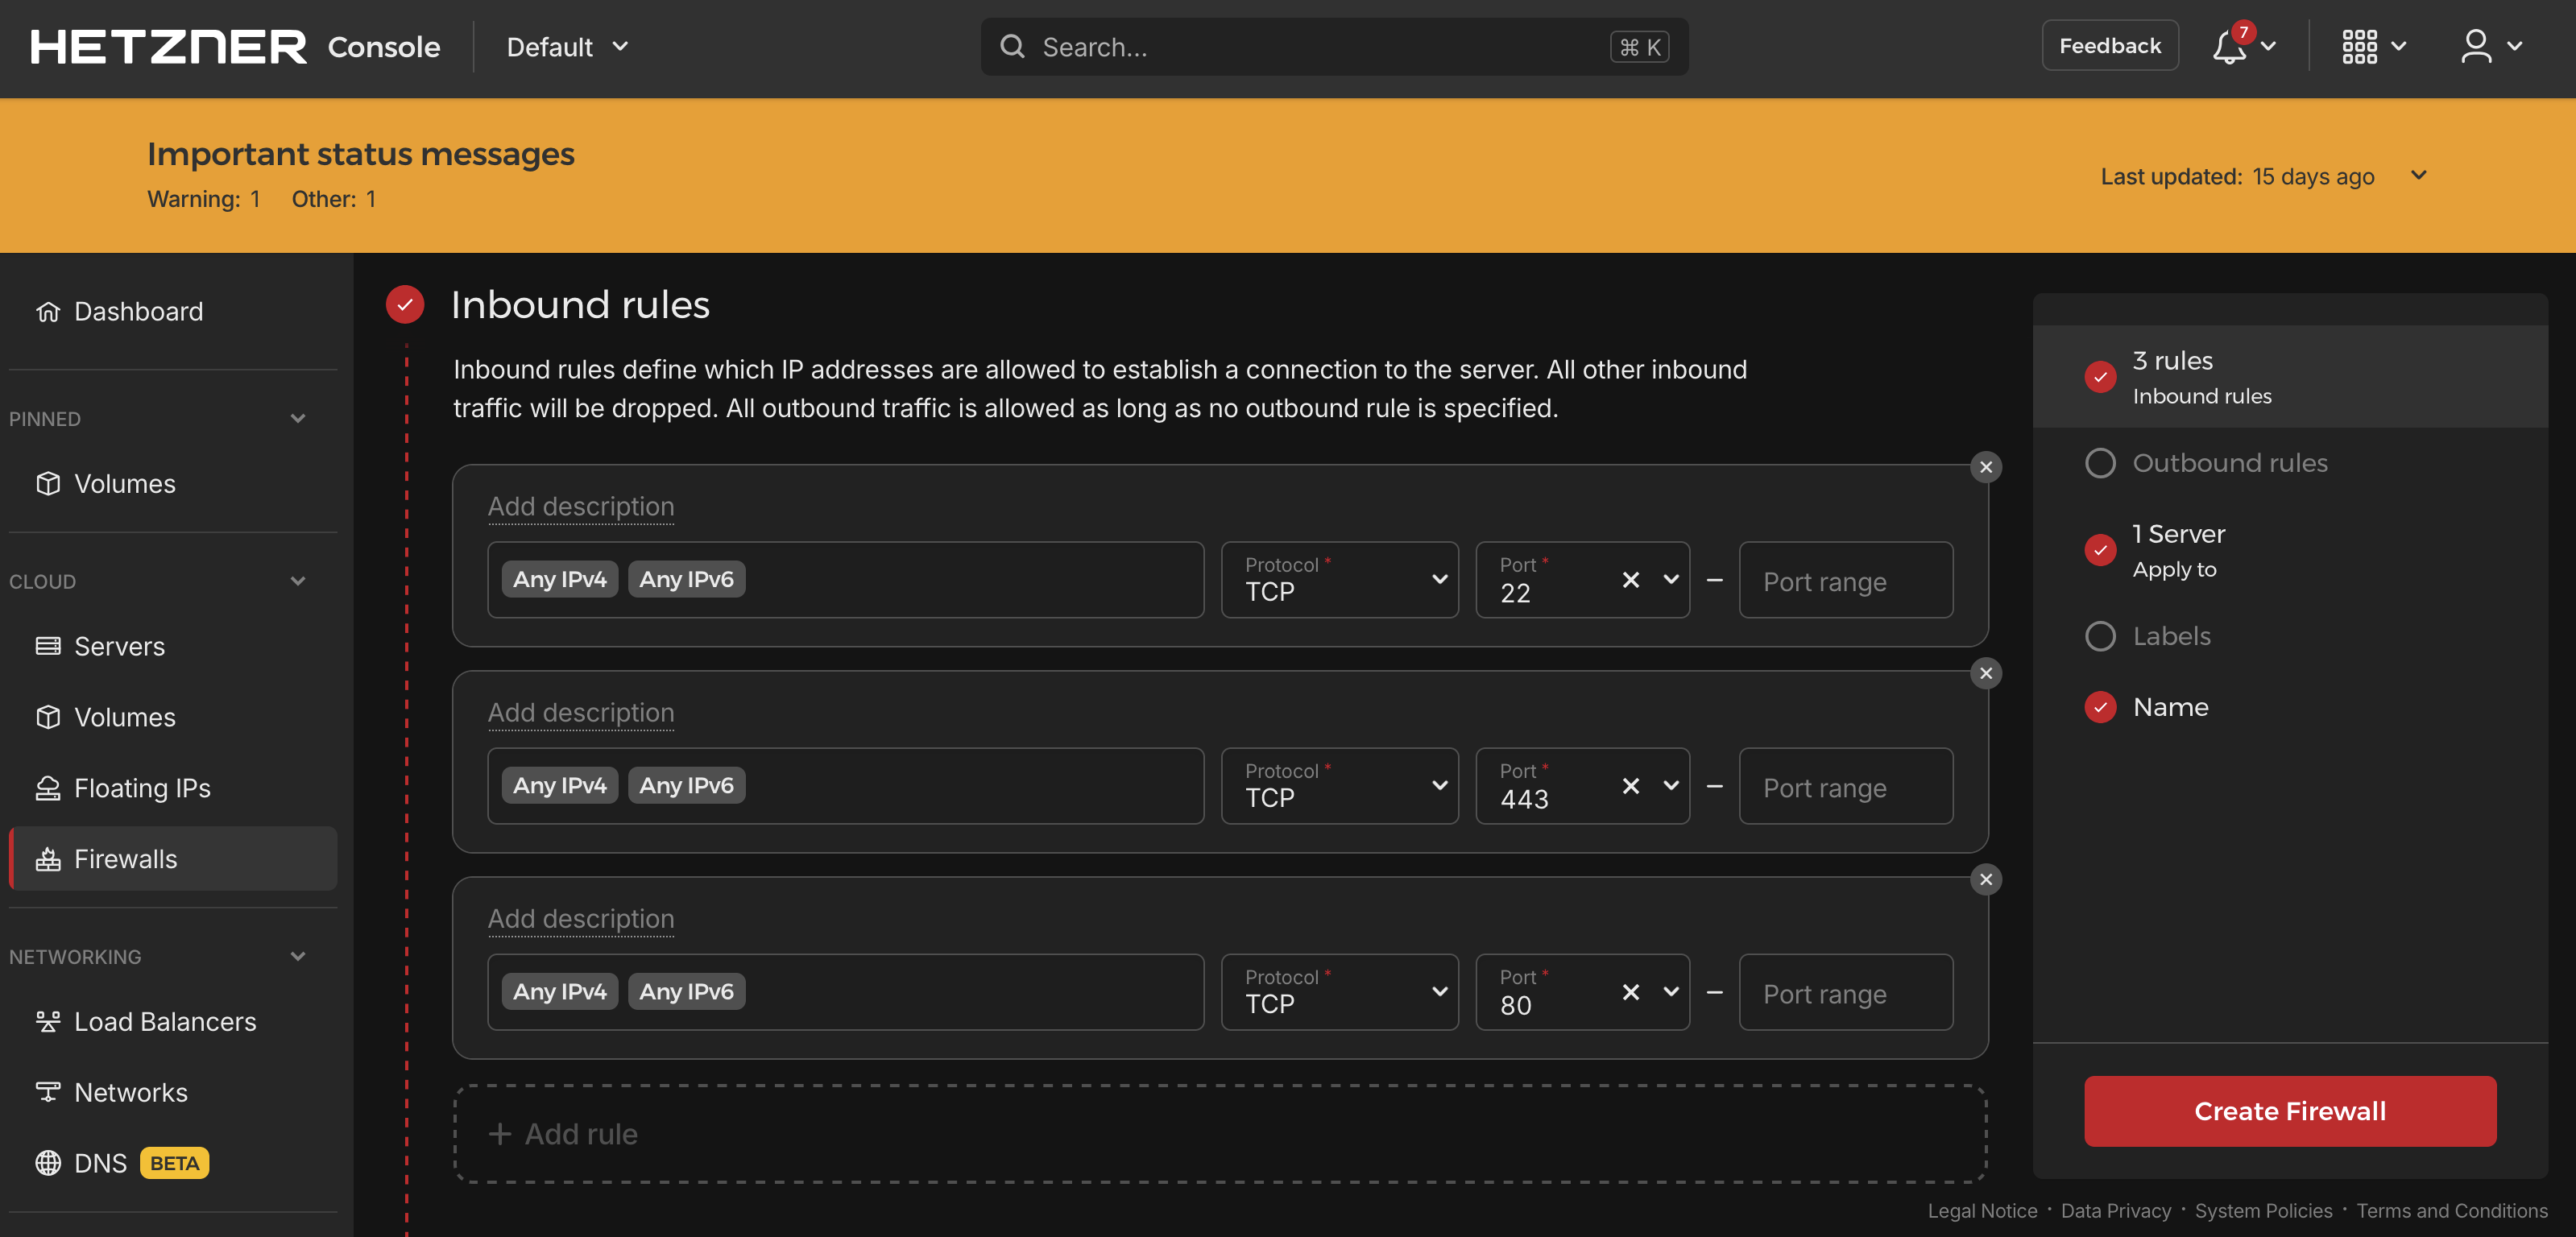 HETZNER Console
Default
Search...
⌘ K
Feedback
7
Important status messages
Warning: 1 Other: 1
Last updated: 15 days ago
Dashboard
PINNED
Volumes
CLOUD
Servers
Volumes
Floating IPs
Firewalls
NETWORKING
Load Balancers
Networks
DNS BETA
Inbound rules
Inbound rules define which IP addresses are allowed to establish a connection to the server. All other inbound
traffic will be dropped. All outbound traffic is allowed as long as no outbound rule is specified.
Add description
Any IPv4 Any IPv6
Protocol *
TCP
Port *
22
–
Port range
Add description
Any IPv4 Any IPv6
Protocol *
TCP
Port *
443
–
Port range
Add description
Any IPv4 Any IPv6
Protocol *
TCP
Port *
80
–
Port range
+ Add rule
3 rules
Inbound rules
Outbound rules
1 Server
Apply to
Labels
Name
Create Firewall
Legal Notice · Data Privacy · System Policies · Terms and Conditions